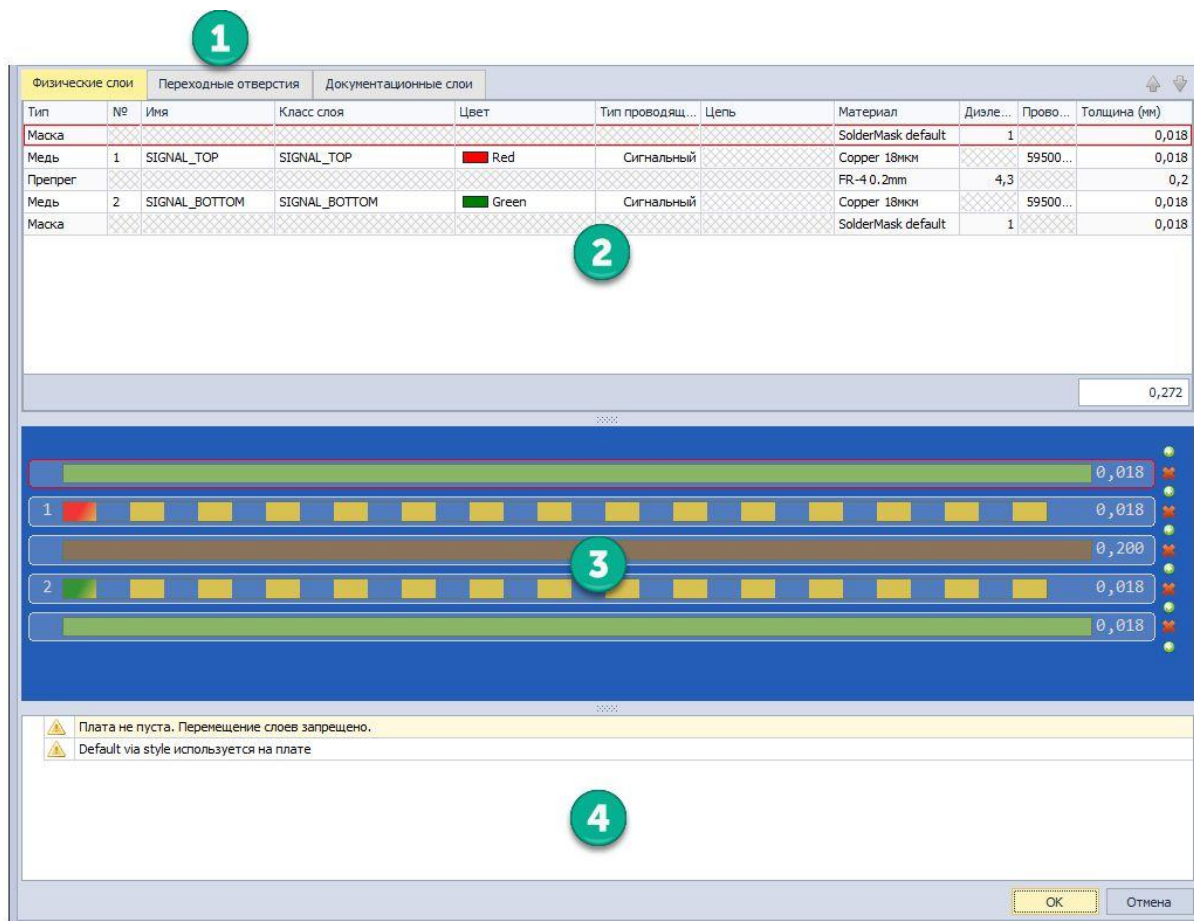 1
Физические слои Переходные отверстия Документационные слои
Тип № Имя Класс слоя Цвет Тип проводящ... Цепь Материал Диэле... Прово... Толщина (мм)
Маска SolderMask default 1 0,018
Медь 1 SIGNAL_TOP SIGNAL_TOP Red Сигнальный Copper 18мкм 59500... 0,018
Препрег FR-4 0.2mm 4,3 0,2
Медь 2 SIGNAL_BOTTOM SIGNAL_BOTTOM Green Сигнальный Copper 18мкм 59500... 0,018
Маска SolderMask default 1 0,018
2
0,272
0,018
1 0,018
0,200
3
2 0,018
0,018
Плата не пуста. Перемещение слоев запрещено.
Default via style используется на плате
4
OK Отмена